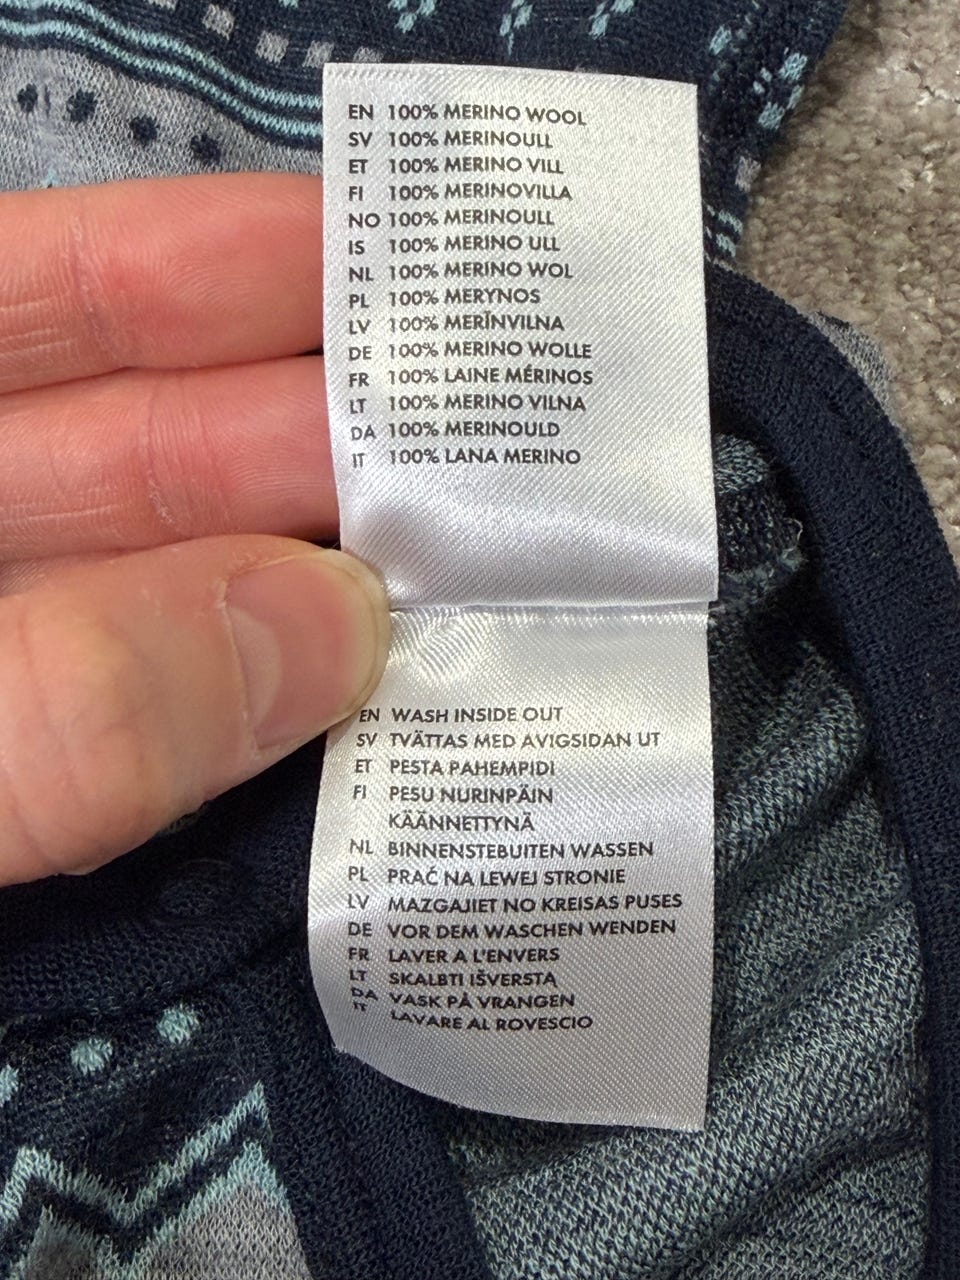 EN 100% MERINO WOOL
SV 100% MERINOULL
ET 100% MERINO VILL
FI 100% MERINOVILLA
NO 100% MERINOULL
IS 100% MERINO ULL
NL 100% MERINO WOL
PL 100% MERYNOS
LV 100% MERĪNVILNA
DE 100% MERINO WOLLE
FR 100% LAINE MÉRINOS
LT 100% MERINO VILNA
DA 100% MERINOULD
IT 100% LANA MERINO
EN WASH INSIDE OUT
SV TVÄTTAS MED AVIGSIDAN UT
ET PESTA PAHEMPIDI
FI PESU NURINPÄIN
KÄÄNNETTYNÄ
NL BINNENSTEBUITEN WASSEN
PL PRAĆ NA LEWEJ STRONIE
LV MAZGAJIET NO KREISAS PUSES
DE VOR DEM WASCHEN WENDEN
FR LAVER A L'ENVERS
LT SKALBTI IŠVERSTĄ
DA VASK PÅ VRANGEN
IT LAVARE AL ROVESCIO